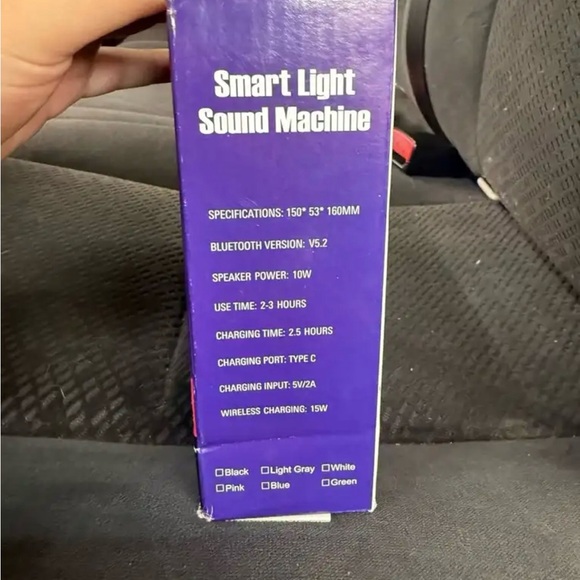 Smart Light
Sound Machine
SPECIFICATIONS: 150* 53* 160MM
BLUETOOTH VERSION: V5.2
SPEAKER POWER: 10W
USE TIME: 2-3 HOURS
CHARGING TIME: 2.5 HOURS
CHARGING PORT: TYPE C
CHARGING INPUT: 5V/2A
WIRELESS CHARGING: 15W
☐Black ☐Light Gray ☐White
☐Pink ☐Blue ☐Green